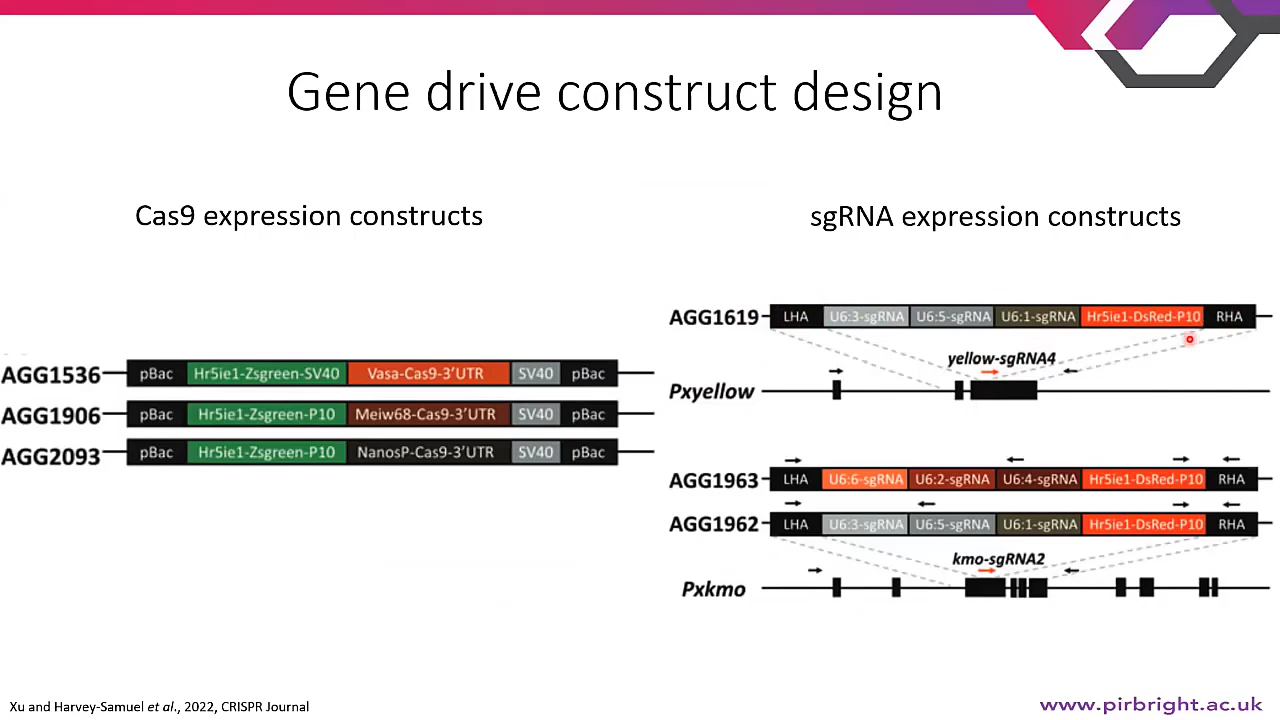 Gene drive construct design
Cas9 expression constructs
AGG1536 pBac Hr5ie1-Zsgreen-SV40 Vasa-Cas9-3’UTR SV40 pBac
AGG1906 pBac Hr5ie1-Zsgreen-P10 Meiw68-Cas9-3’UTR SV40 pBac
AGG2093 pBac Hr5ie1-Zsgreen-P10 NanosP-Cas9-3’UTR SV40 pBac
sgRNA expression constructs
AGG1619 LHA U6:3-sgRNA U6:5-sgRNA U6:1-sgRNA Hr5ie1-DsRed-P10 RHA
yellow-sgRNA4
Pxyellow
AGG1963 LHA U6:6-sgRNA U6:2-sgRNA U6:4-sgRNA Hr5ie1-DsRed-P10 RHA
AGG1962 LHA U6:3-sgRNA U6:5-sgRNA U6:1-sgRNA Hr5ie1-DsRed-P10 RHA
kmo-sgRNA2
Pxkmo
Xu and Harvey-Samuel et al., 2022, CRISPR Journal
www.pirbright.ac.uk